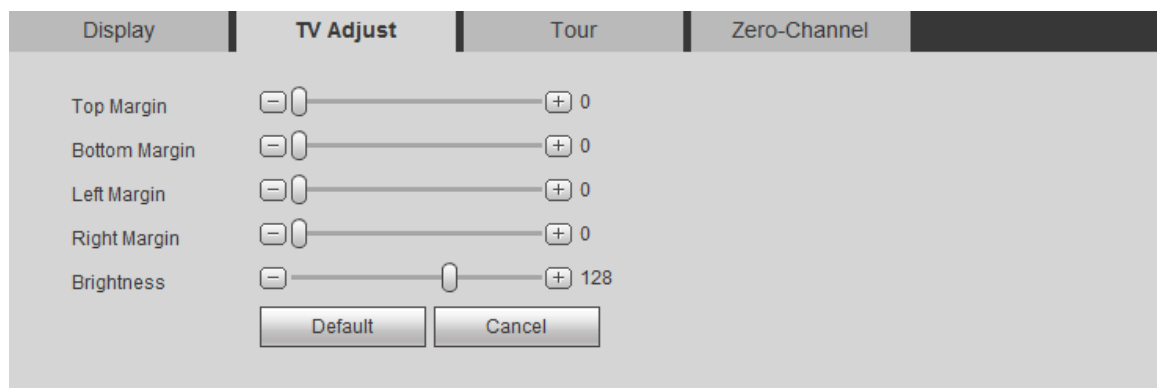 Display TV Adjust Tour Zero-Channel
Top Margin 0
Bottom Margin 0
Left Margin 0
Right Margin 0
Brightness 128
Default Cancel